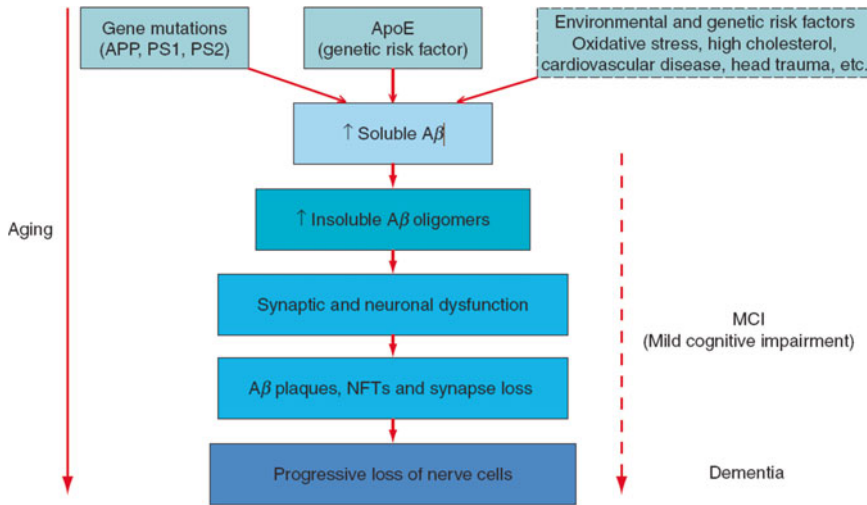 Gene mutations
(APP, PS1, PS2)
ApoE
(genetic risk factor)
Environmental and genetic risk factors
Oxidative stress, high cholesterol,
cardiovascular disease, head trauma, etc.
↑ Soluble Aβ
↑ Insoluble Aβ oligomers
Aging
Synaptic and neuronal dysfunction
MCI
(Mild cognitive impairment)
Aβ plaques, NFTs and synapse loss
Progressive loss of nerve cells
Dementia